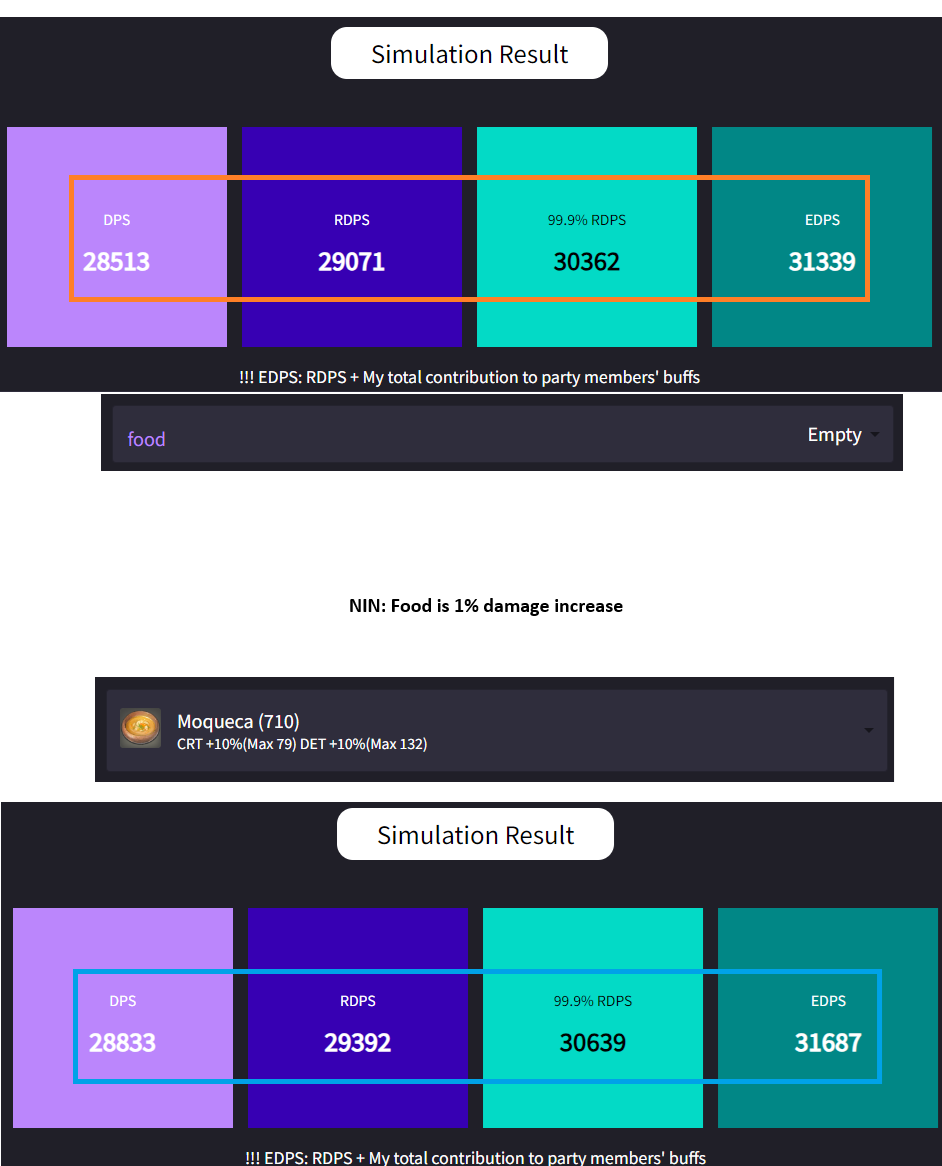 Simulation Result
DPS RDPS 99.9% RDPS EDPS
28513 29071 30362 31339
!!! EDPS: RDPS + My total contribution to party members' buffs
food Empty
NIN: Food is 1% damage increase
Moqueca (710)
CRT +10%(Max 79) DET +10%(Max 132)
Simulation Result
DPS RDPS 99.9% RDPS EDPS
28833 29392 30639 31687
!!! EDPS: RDPS + My total contribution to party members' buffs